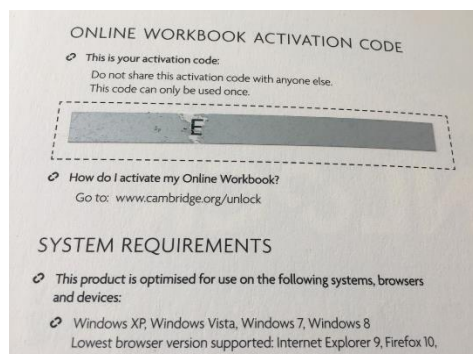 ONLINE WORKBOOK ACTIVATION CODE
This is your activation code:
Do not share this activation code with anyone else.
This code can only be used once.
E
How do I activate my Online Workbook?
Go to: www.cambridge.org/unlock
SYSTEM REQUIREMENTS
This product is optimised for use on the following systems, browsers
and devices:
Windows XP, Windows Vista, Windows 7, Windows 8
Lowest browser version supported: Internet Explorer 9, Firefox 10,